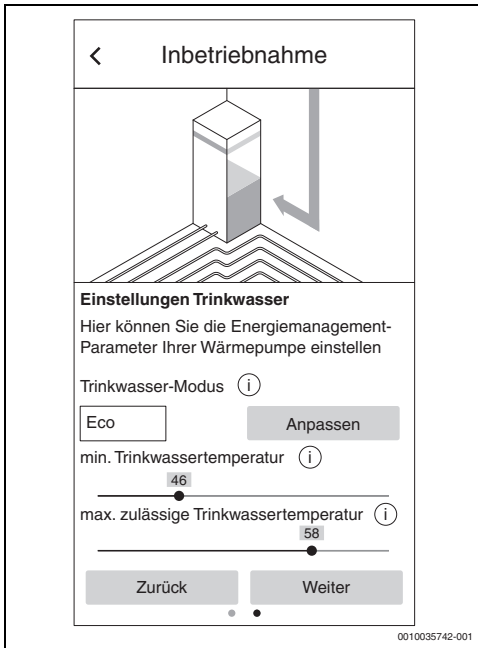 Inbetriebnahme
Einstellungen Trinkwasser
Hier können Sie die Energiemanagement-
Parameter Ihrer Wärmepumpe einstellen
Trinkwasser-Modus i
Eco
Anpassen
min. Trinkwassertemperatur i
46
max. zulässige Trinkwassertemperatur i
58
Zurück
Weiter
0010035742-001